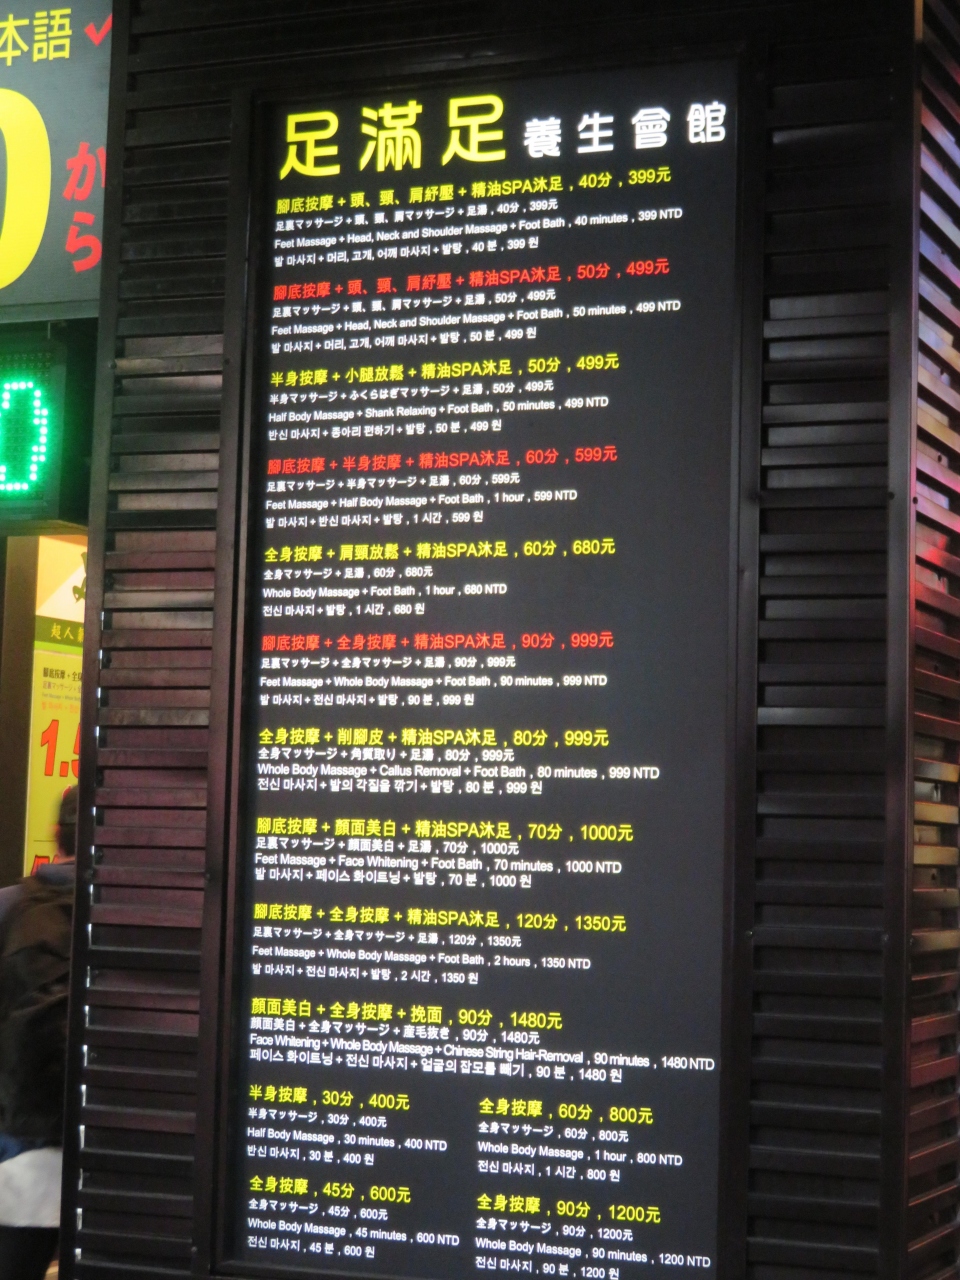 本語
から
足滿足 養生會館
腳底按摩 + 頭、頸、肩紓壓 + 精油SPA沐足 , 40分 , 399元
足裏マッサージ + 頭、頸、肩マッサージ + 足湯 , 40分 , 399元
Feet Massage + Head, Neck and Shoulder Massage + Foot Bath , 40 minutes , 399 NTD
발 마사지 + 머리, 고개, 어깨 마사지 + 발탕 , 40 분 , 399 원
腳底按摩 + 頭、頸、肩紓壓 + 精油SPA沐足 , 50分 , 499元
足裏マッサージ + 頭、頸、肩マッサージ + 足湯 , 50分 , 499元
Feet Massage + Head, Neck and Shoulder Massage + Foot Bath , 50 minutes , 499 NTD
발 마사지 + 머리, 고개, 어깨 마사지 + 발탕 , 50 분 , 499 원
半身按摩 + 小腿放鬆 + 精油SPA沐足 , 50分 , 499元
半身マッサージ + ふくらはぎマッサージ + 足湯 , 50分 , 499元
Half Body Massage + Shank Relaxing + Foot Bath , 50 minutes , 499 NTD
반신 마사지 + 종아리 편하기 + 발탕 , 50 분 , 499 원
腳底按摩 + 半身按摩 + 精油SPA沐足 , 60分 , 599元
足裏マッサージ + 半身マッサージ + 足湯 , 60分 , 599元
Feet Massage + Half Body Massage + Foot Bath , 1 hour , 599 NTD
발 마사지 + 반신 마사지 + 발탕 , 1 시간 , 599 원
全身按摩 + 肩頸放鬆 + 精油SPA沐足 , 60分 , 680元
全身マッサージ + 足湯 , 60分 , 680元
Whole Body Massage + Foot Bath , 1 hour , 680 NTD
전신 마사지 + 발탕 , 1 시간 , 680 원
腳底按摩 + 全身按摩 + 精油SPA沐足 , 90分 , 999元
足裏マッサージ + 全身マッサージ + 足湯 , 90分 , 999元
Feet Massage + Whole Body Massage + Foot Bath , 90 minutes , 999 NTD
발 마사지 + 전신 마사지 + 발탕 , 90 분 , 999 원
全身按摩 + 削腳皮 + 精油SPA沐足 , 80分 , 999元
全身マッサージ + 角質取り + 足湯 , 80分 , 999元
Whole Body Massage + Callus Removal + Foot Bath , 80 minutes , 999 NTD
전신 마사지 + 발의 각질을 깎기 + 발탕 , 80 분 , 999 원
腳底按摩 + 顏面美白 + 精油SPA沐足 , 70分 , 1000元
足裏マッサージ + 顔面美白 + 足湯 , 70分 , 1000元
Feet Massage + Face Whitening + Foot Bath , 70 minutes , 1000 NTD
발 마사지 + 페이스 화이트닝 + 발탕 , 70 분 , 1000 원
腳底按摩 + 全身按摩 + 精油SPA沐足 , 120分 , 1350元
足裏マッサージ + 全身マッサージ + 足湯 , 120分 , 1350元
Feet Massage + Whole Body Massage + Foot Bath , 2 hours , 1350 NTD
발 마사지 + 전신 마사지 + 발탕 , 2 시간 , 1350 원
顏面美白 + 全身按摩 + 挽面 , 90分 , 1480元
顔面美白 + 全身マッサージ + 産毛抜き , 90分 , 1480元
Face Whitening + Whole Body Massage + Chinese String Hair-Removal , 90 minutes , 1480 NTD
페이스 화이트닝 + 전신 마사지 + 얼굴의 잡모를 빼기 , 90 분 , 1480 원
半身按摩 , 30分 , 400元
半身マッサージ , 30分 , 400元
Half Body Massage , 30 minutes , 400 NTD
반신 마사지 , 30 분 , 400 원
全身按摩 , 60分 , 800元
全身マッサージ , 60分 , 800元
Whole Body Massage , 1 hour , 800 NTD
전신 마사지 , 1 시간 , 800 원
全身按摩 , 45分 , 600元
全身マッサージ , 45分 , 600元
Whole Body Massage , 45 minutes , 600 NTD
전신 마사지 , 45 분 , 600 원
全身按摩 , 90分 , 1200元
全身マッサージ , 90分 , 1200元
Whole Body Massage , 90 minutes , 1200 NTD
전신 마사지 , 90 분 , 1200 원